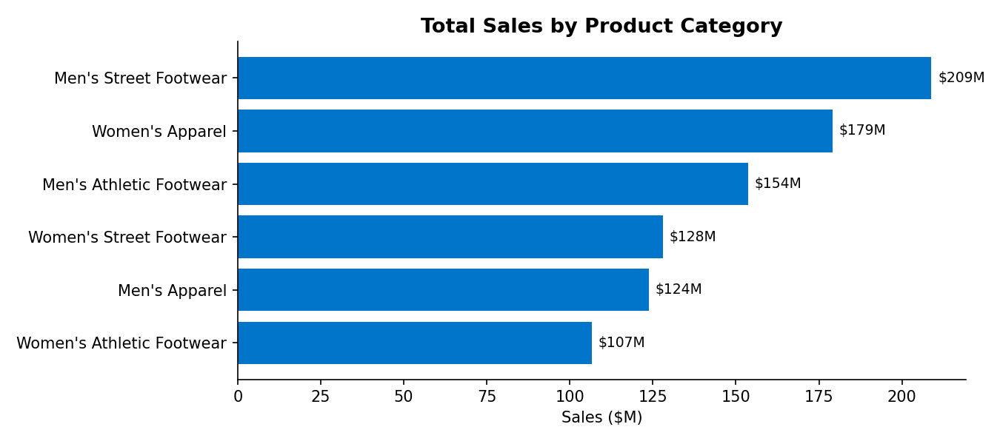 Total Sales by Product Category
Men's Street Footwear $209M
Women's Apparel $179M
Men's Athletic Footwear $154M
Women's Street Footwear $128M
Men's Apparel $124M
Women's Athletic Footwear $107M
0 25 50 75 100 125 150 175 200
Sales ($M)